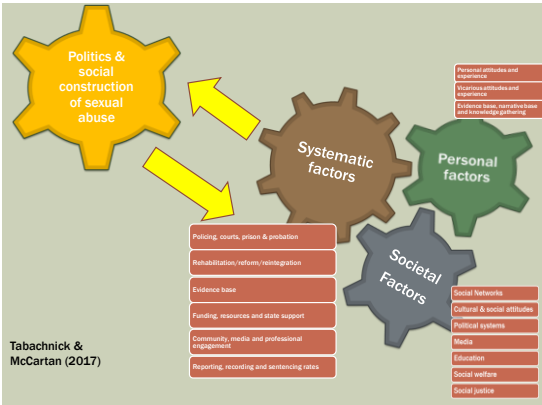 Politics &
social
construction
of sexual
abuse
Personal attitudes and
experience
Vicarious attitudes and
experience
Evidence base, narrative base
and knowledge gathering
Systematic
factors
Personal
factors
Policing, courts, prison & probation
Rehabilitation/reform/reintegration
Evidence base
Funding, resources and state support
Community, media and professional
engagement
Reporting, recording and sentencing rates
Societal
Factors
Social Networks
Cultural & social attitudes
Political systems
Media
Education
Social welfare
Social justice
Tabachnick &
McCartan (2017)